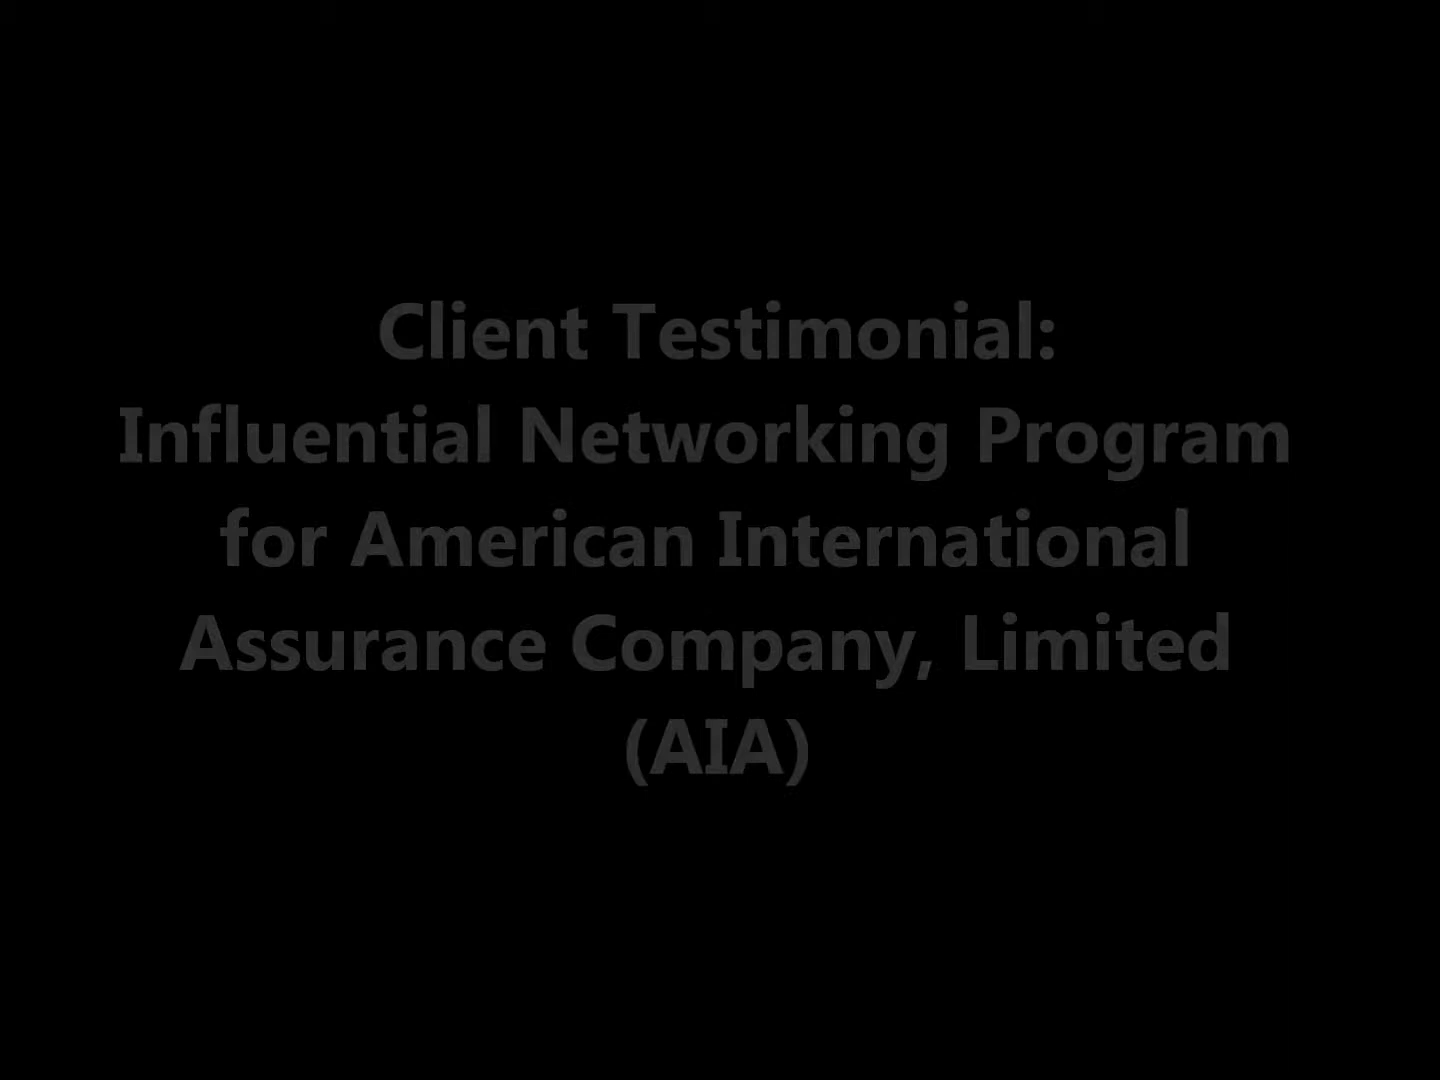 Client Testimonial:
Influential Networking Program
for American International
Assurance Company, Limited
(AIA)